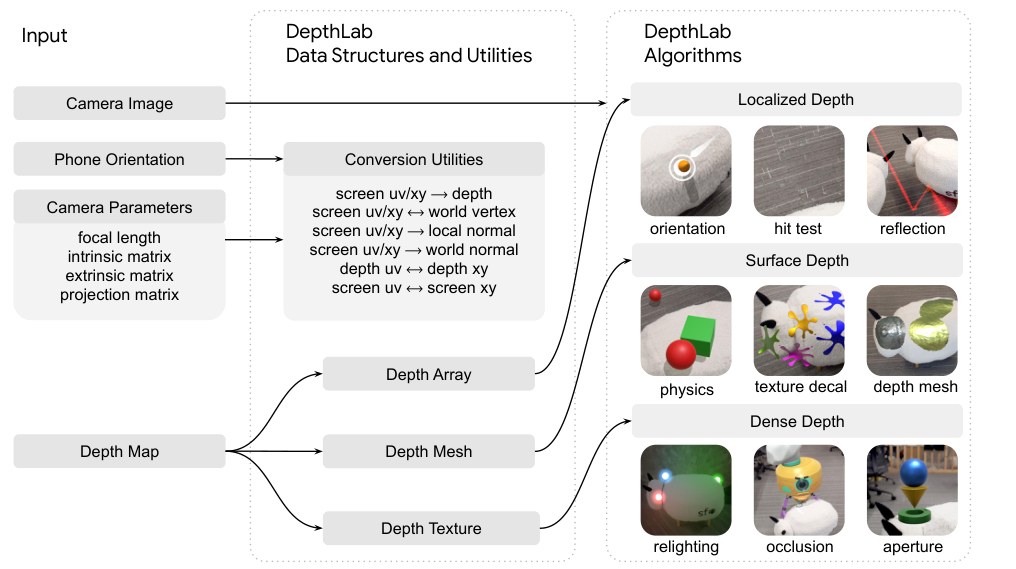 Input
Camera Image
Phone Orientation
Camera Parameters
focal length
intrinsic matrix
extrinsic matrix
projection matrix
Depth Map
DepthLab
Data Structures and Utilities
Conversion Utilities
screen uv/xy → depth
screen uv/xy ↔ world vertex
screen uv/xy → local normal
screen uv/xy → world normal
depth uv ↔ depth xy
screen uv ↔ screen xy
Depth Array
Depth Mesh
Depth Texture
DepthLab
Algorithms
Localized Depth
orientation hit test reflection
Surface Depth
physics texture decal depth mesh
Dense Depth
relighting occlusion aperture